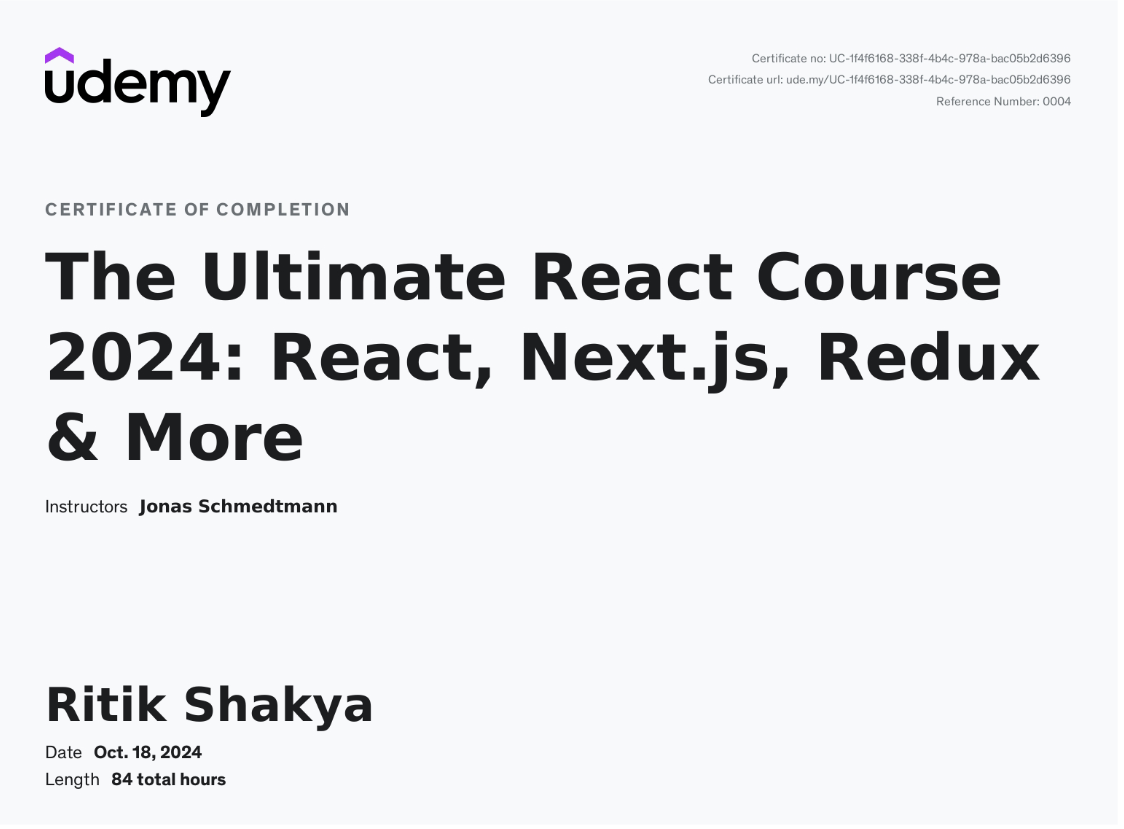 udemy
Certificate no: UC-1f4f6168-338f-4b4c-978a-bac05b2d6396
Certificate url: ude.my/UC-1f4f6168-338f-4b4c-978a-bac05b2d6396
Reference Number: 0004
CERTIFICATE OF COMPLETION
The Ultimate React Course
2024: React, Next.js, Redux
& More
Instructors Jonas Schmedtmann
Ritik Shakya
Date Oct. 18, 2024
Length 84 total hours